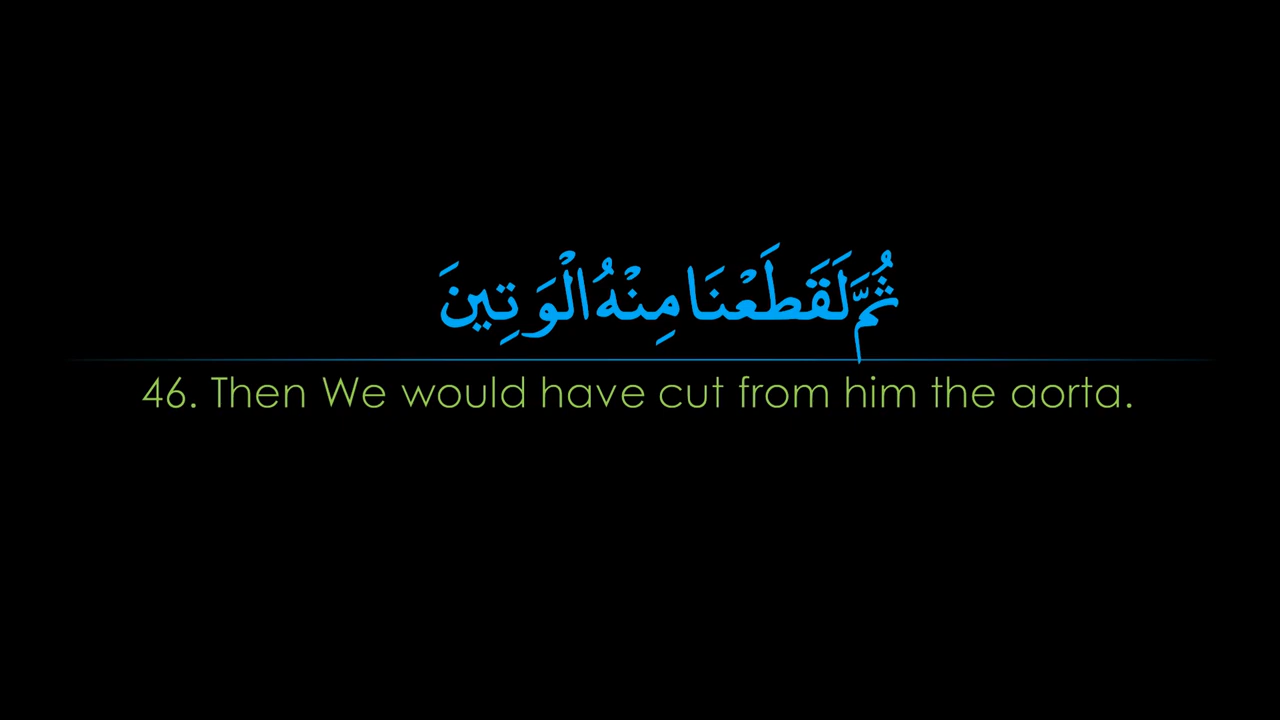 ثُمَّ لَقَطَعْنَا مِنْهُ الْوَتِينَ
46. Then We would have cut from him the aorta.